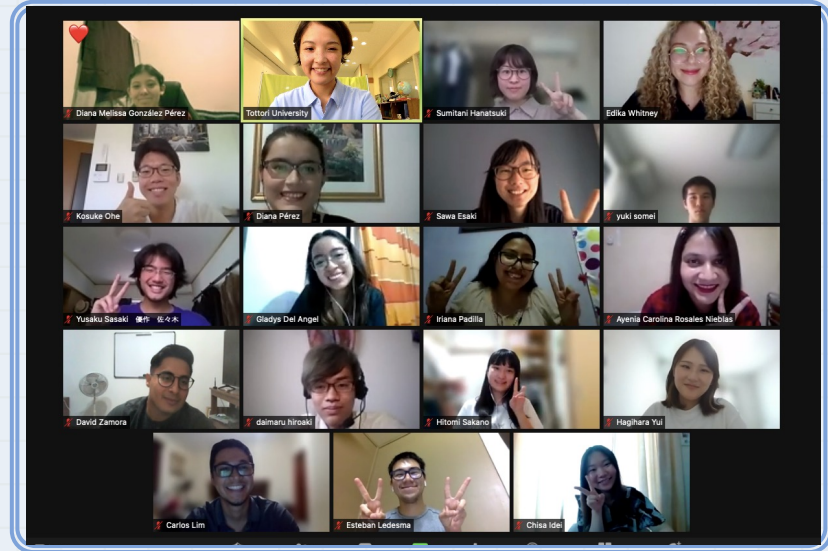 Diana Melissa González Pérez
Tottori University
Sumitani Hanatsuki
Edika Whitney
Kosuke Ohe
Diana Pérez
Sawa Esaki
yuki somei
Yusaku Sasaki 優作 佐々木
Gladys Del Angel
Iriana Padilla
Ayenia Carolina Rosales Nieblas
David Zamora
daimaru hiroaki
Hitomi Sakano
Hagihara Yui
Carlos Lim
Esteban Ledesma
Chisa Idei